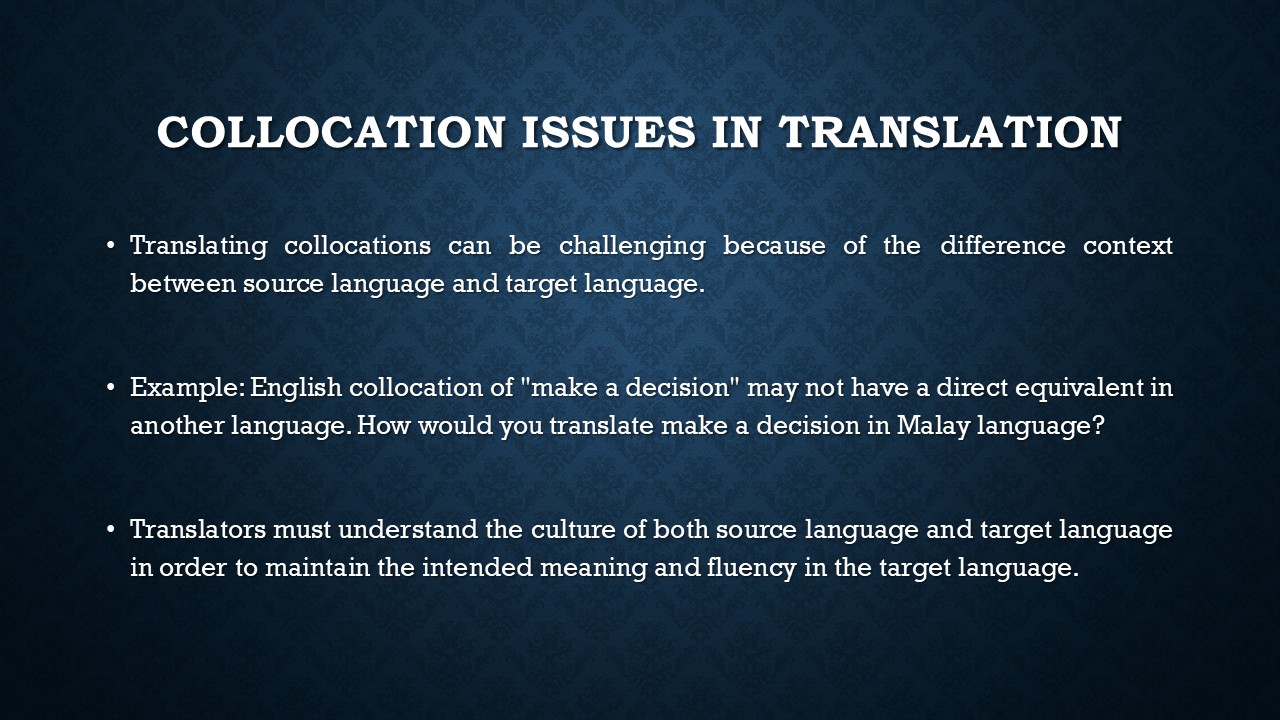 COLLOCATION ISSUES IN TRANSLATION
• Translating collocations can be challenging because of the difference context
between source language and target language.
• Example: English collocation of "make a decision" may not have a direct equivalent in
another language. How would you translate make a decision in Malay language?
• Translators must understand the culture of both source language and target language
in order to maintain the intended meaning and fluency in the target language.